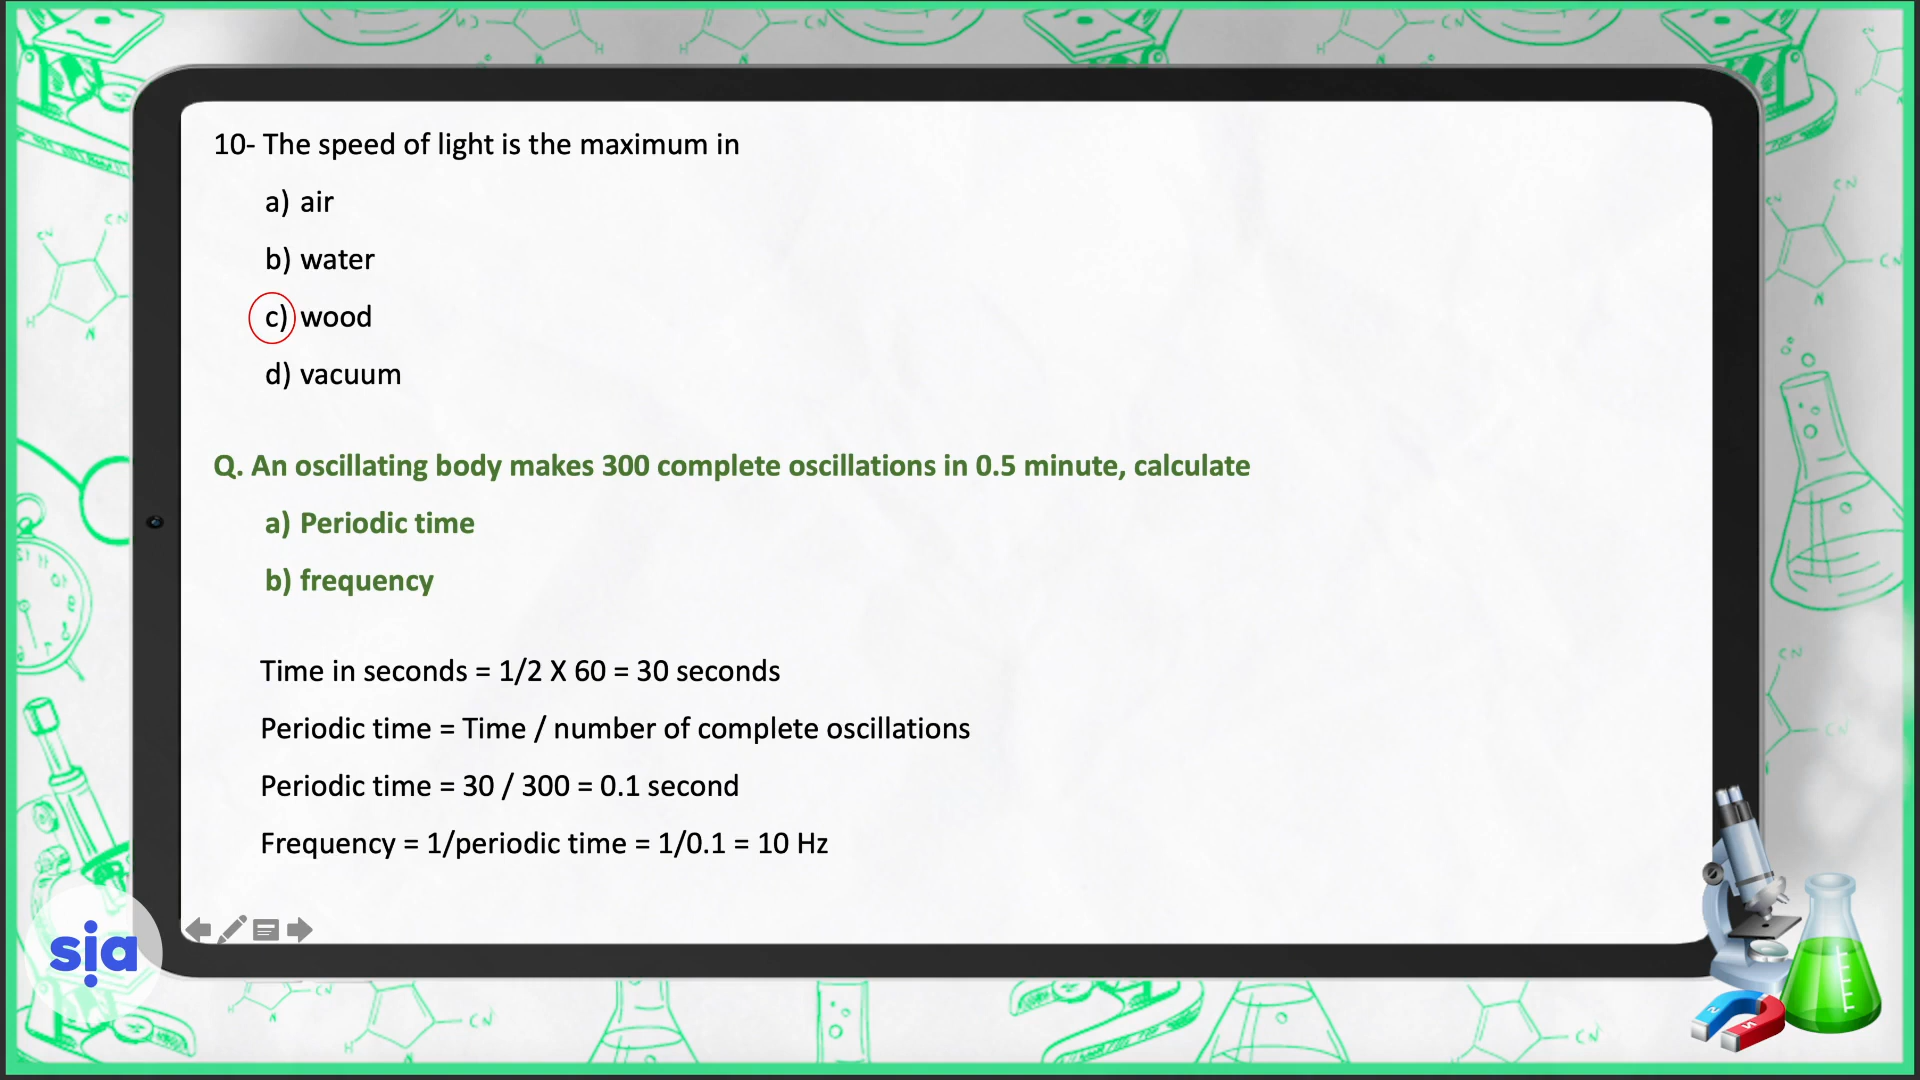 10- The speed of light is the maximum in
a) air
b) water
c) wood
d) vacuum
Q. An oscillating body makes 300 complete oscillations in 0.5 minute, calculate
a) Periodic time
b) frequency
Time in seconds = 1/2 X 60 = 30 seconds
Periodic time = Time / number of complete oscillations
Periodic time = 30 / 300 = 0.1 second
Frequency = 1/periodic time = 1/0.1 = 10 Hz
sia